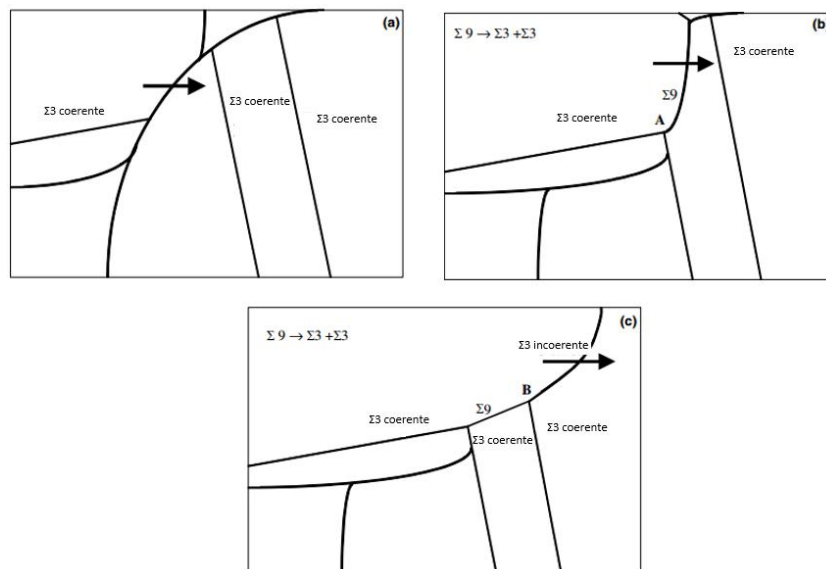 (a)
Σ3 coerente
Σ3 coerente
Σ3 coerente
(b)
Σ 9 → Σ3 +Σ3
Σ3 coerente
Σ9
Σ3 coerente
A
(c)
Σ 9 → Σ3 +Σ3
Σ3 incoerente
B
Σ9
Σ3 coerente
Σ3 coerente
Σ3 coerente